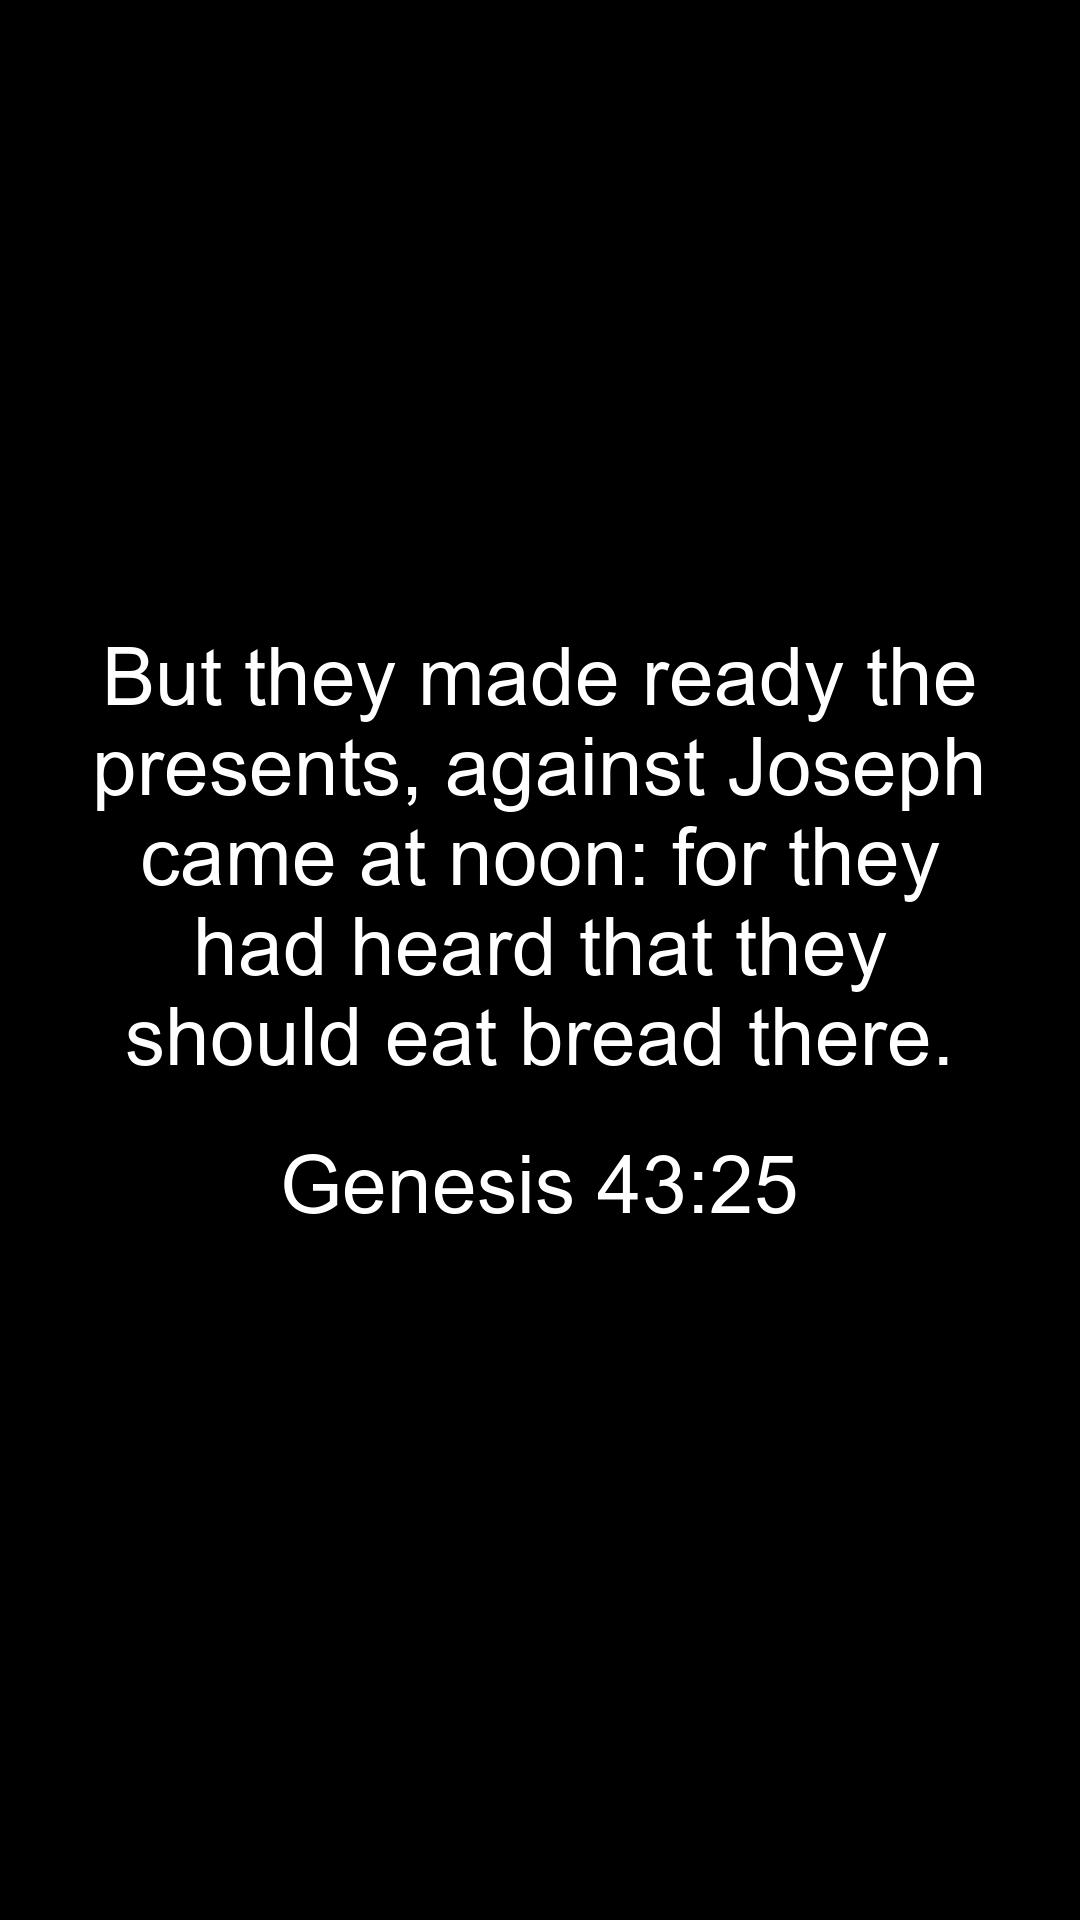 But they made ready the
presents, against Joseph
came at noon: for they
had heard that they
should eat bread there.
Genesis 43:25